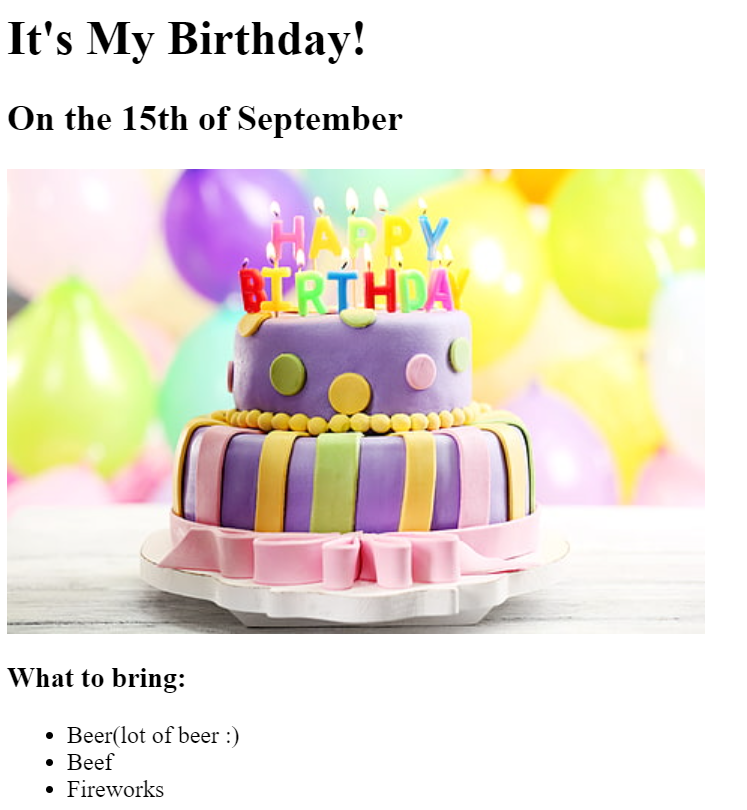 It's My Birthday!
On the 15th of September
HAPPY
BIRTHDAY
What to bring:
Beer(lot of beer :)
Beef
Fireworks